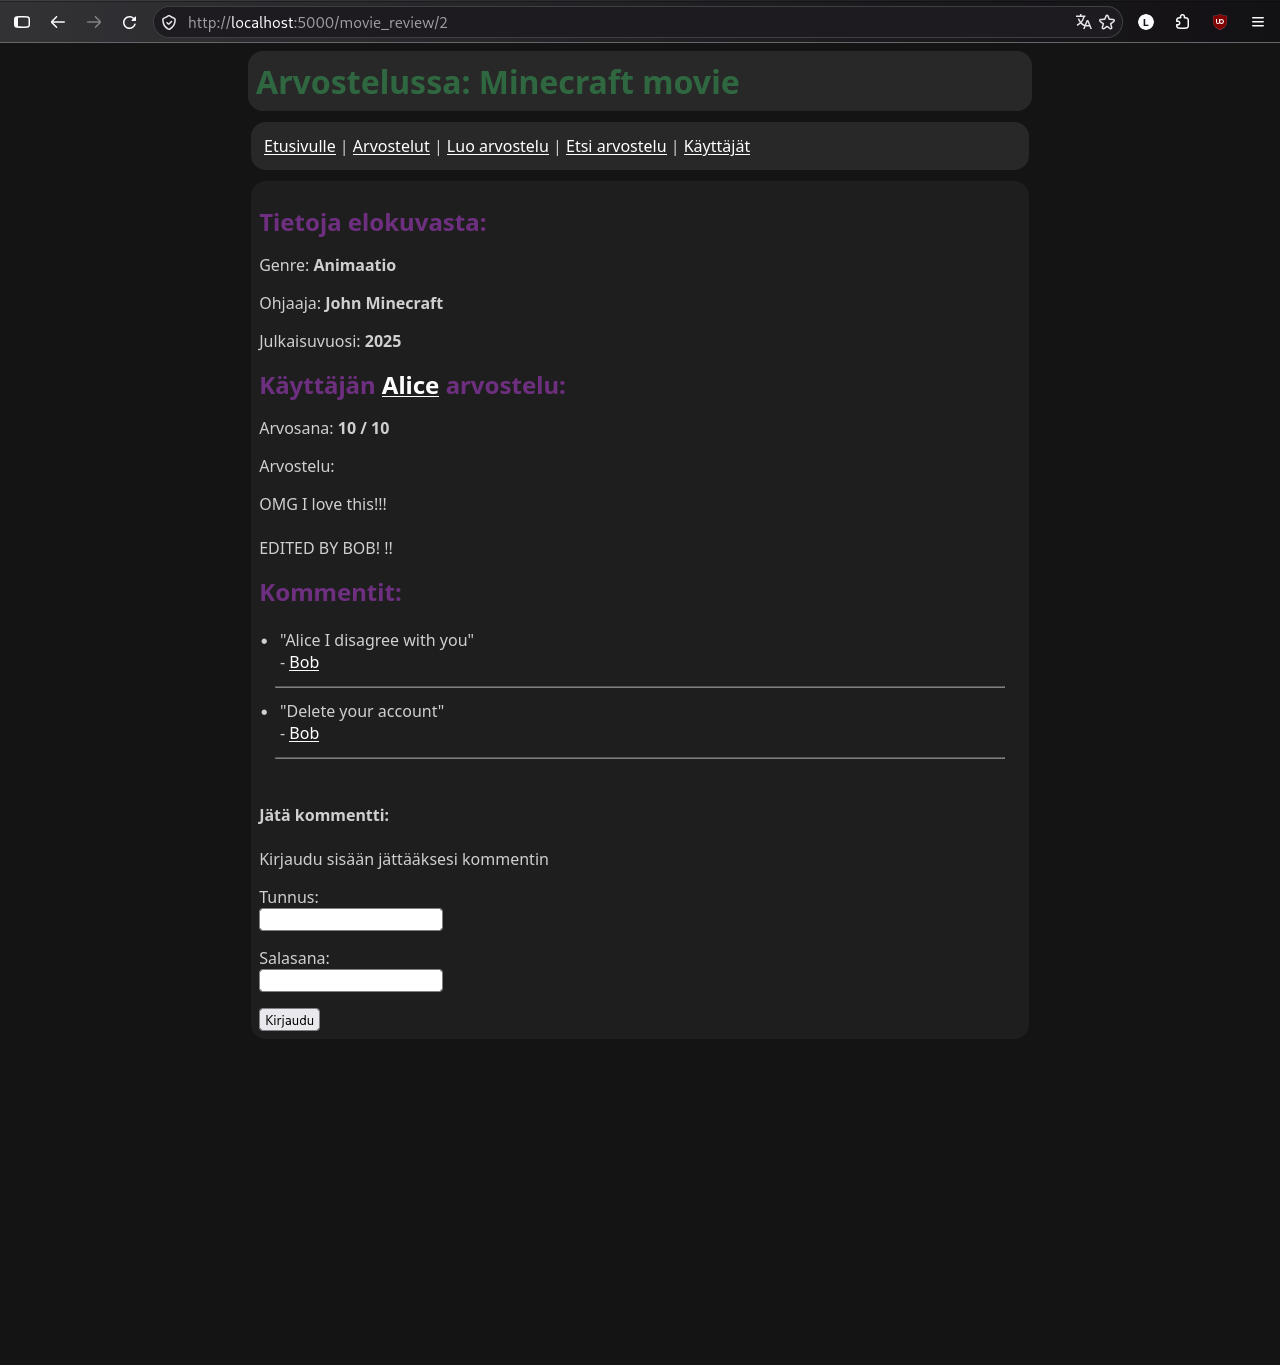 http://localhost:5000/movie_review/2
L
Arvostelussa: Minecraft movie
Etusivulle | Arvostelut | Luo arvostelu | Etsi arvostelu | Käyttäjät
Tietoja elokuvasta:
Genre: Animaatio
Ohjaaja: John Minecraft
Julkaisuvuosi: 2025
Käyttäjän Alice arvostelu:
Arvosana: 10 / 10
Arvostelu:
OMG I love this!!!
EDITED BY BOB! !!
Kommentit:
• "Alice I disagree with you"
- Bob
• "Delete your account"
- Bob
Jätä kommentti:
Kirjaudu sisään jättääksesi kommentin
Tunnus:
Salasana:
Kirjaudu